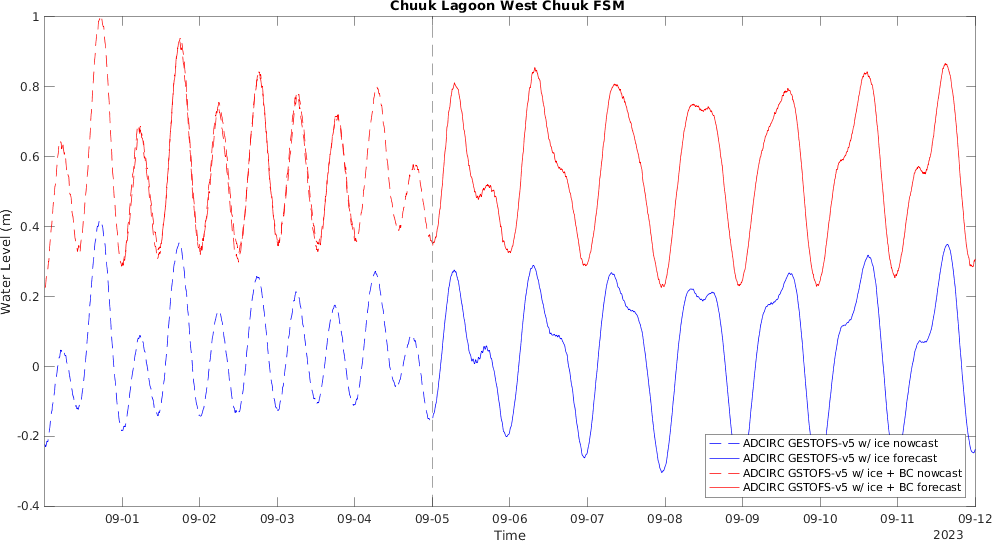 Chuuk Lagoon West Chuuk FSM
1
0.8
0.6
0.4
0.2
0
-0.2
-0.4
Water Level (m)
ADCIRC GESTOFS-v5 w/ ice nowcast
ADCIRC GESTOFS-v5 w/ ice forecast
ADCIRC GSTOFS-v5 w/ ice + BC nowcast
ADCIRC GSTOFS-v5 w/ ice + BC forecast
09-01 09-02 09-03 09-04 09-05 09-06 09-07 09-08 09-09 09-10 09-11 09-12
Time
2023